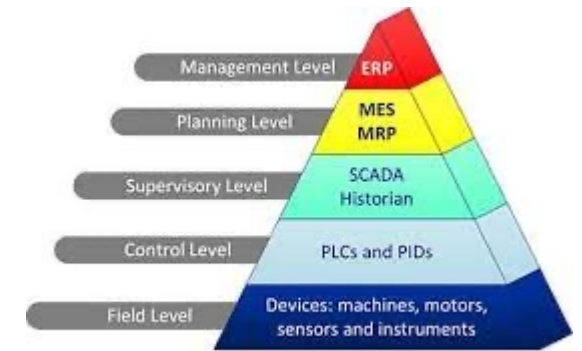 Management Level
ERP
Planning Level
MES
MRP
Supervisory Level
SCADA
Historian
Control Level
PLCs and PIDs
Field Level
Devices: machines, motors,
sensors and instruments